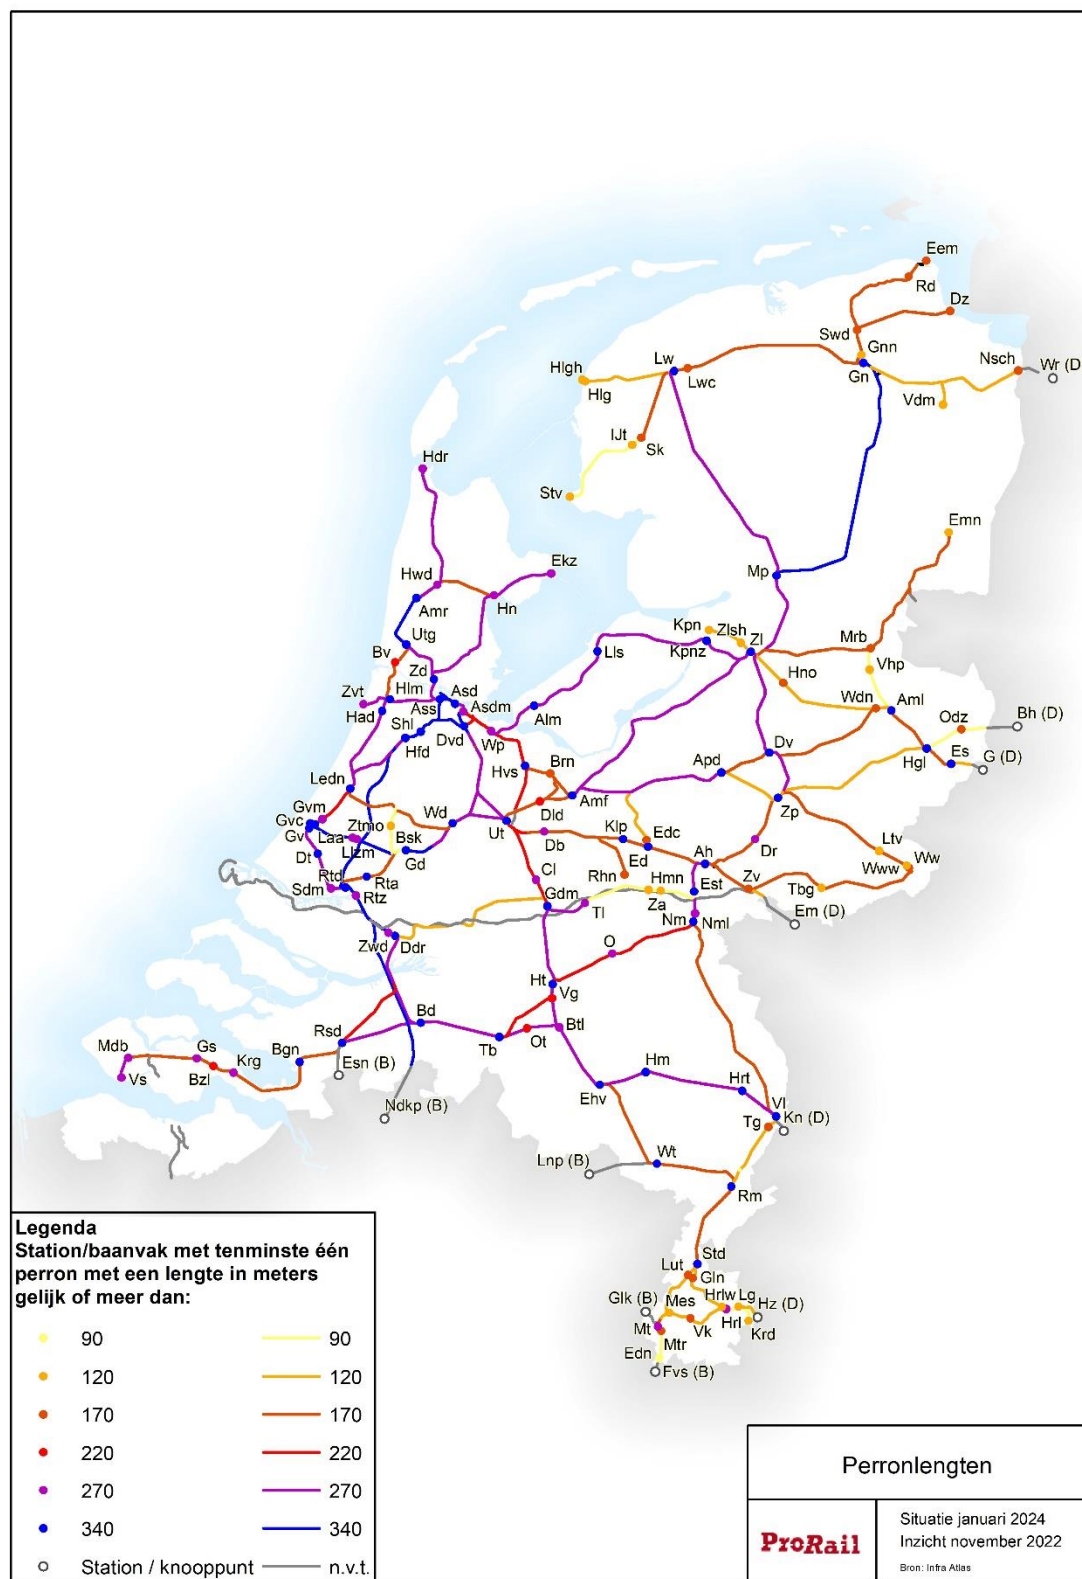 Eem
Rd
Dz
Swd
Gnn
Gn
Nsch
Wr (D
Vdm
Lw
Lwc
Hlgh
Hlg
IJt
Sk
Stv
Hdr
Emn
Ekz
Hwd
Hn
Mp
Amr
Utg
Kpn
Zlsh
Zl
Mrb
Bv
Kpnz
Vhp
Lls
Zd
Hno
Hlm
Asd
Zvt
Ass
Asdm
Wdn
Aml
Had
Alm
Odz
Bh (D)
Shl
Hfd
Dvd
Wp
Dv
Hgl
Es
G (D)
Hvs
Brn
Apd
Ledn
Amf
Zp
Gvm
Gvc
Ztmo
Wd
Dld
Gv
Laa
Bsk
Ut
Klp
Edc
Ltv
Llzm
Gd
Db
Ah
Dr
Dt
Ed
Www
Ww
Rtd
Rta
Cl
Rhn
Hmn
Zv
Tbg
Sdm
Rtz
Gdm
Est
Tl
Za
Em (D)
Nm
Nml
Zwd
Ddr
O
Ht
Vg
Rsd
Bd
Btl
Mdb
Gs
Krg
Bgn
Tb
Ot
Esn (B)
Hm
Vs
Bzl
Hrt
Ehv
Ndkp (B)
Vl
Tg
Kn (D)
Lnp (B)
Wt
Rm
Std
Lut
Gln
Glk (B)
Mes
Hrlw
Lg
Hz (D)
Mt
Vk
Hrl
Krd
Mtr
Edn
Fvs (B)
Legenda
Station/baanvak met tenminste één
perron met een lengte in meters
gelijk of meer dan:
90 90
120 120
170 170
220 220
270 270
340 340
Station / knooppunt n.v.t.
Perronlengten
ProRail
Situatie januari 2024
Inzicht november 2022
Bron: Infra Atlas